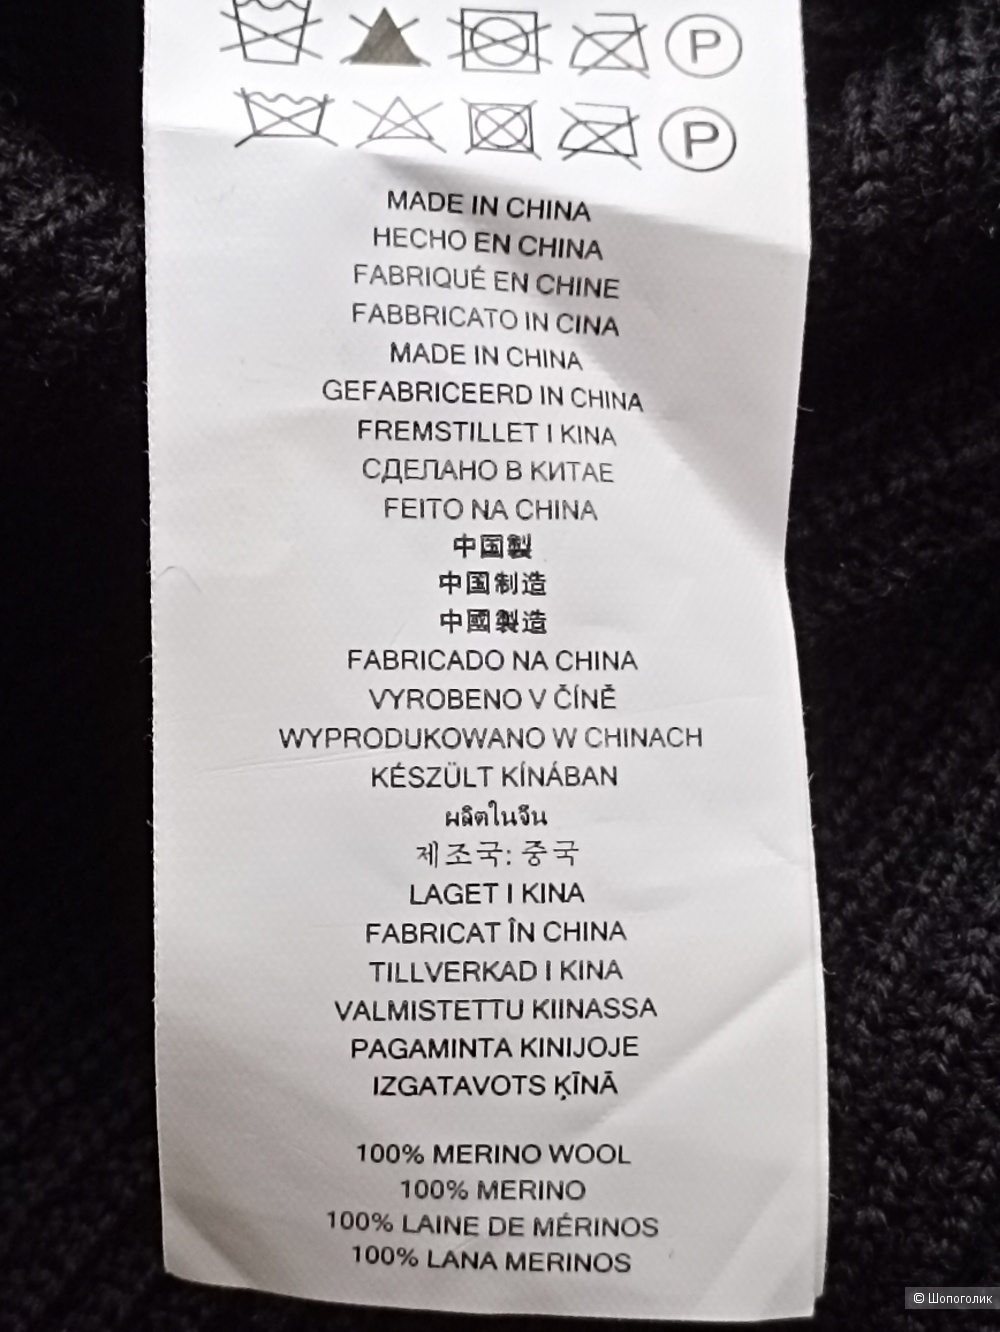 P
P
MADE IN CHINA
HECHO EN CHINA
FABRIQUÉ EN CHINE
FABBRICATO IN CINA
MADE IN CHINA
GEFABRICEERD IN CHINA
FREMSTILLET I KINA
СДЕЛАНО В КИТАЕ
FEITO NA CHINA
中国製
中国制造
中國製造
FABRICADO NA CHINA
VYROBENO V ČÍNĚ
WYPRODUKOWANO W CHINACH
KÉSZÜLT KÍNÁBAN
ผลิตในจีน
제조국: 중국
LAGET I KINA
FABRICAT ÎN CHINA
TILLVERKAD I KINA
VALMISTETTU KIINASSA
PAGAMINTA KINIJOJE
IZGATAVOTS ĶĪNĀ
100% MERINO WOOL
100% MERINO
100% LAINE DE MÉRINOS
100% LANA MERINOS
© Шопоголик